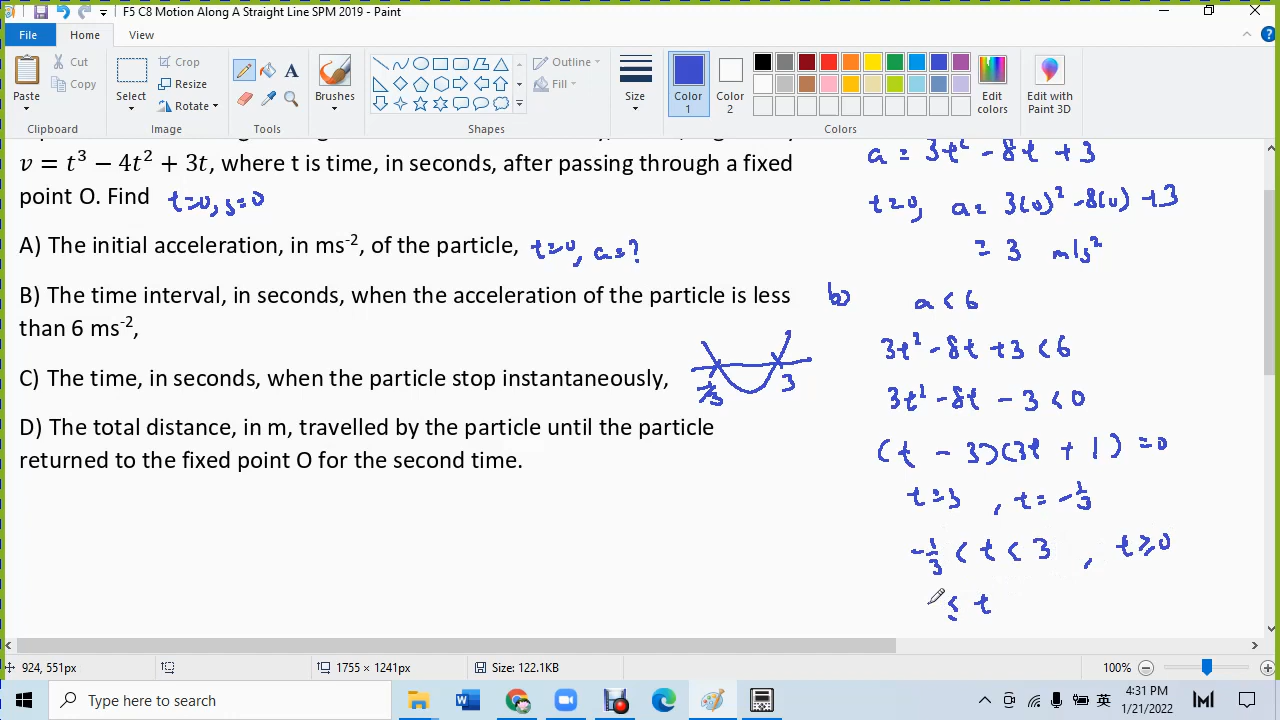 F5 C8 Motion Along A Straight Line SPM 2019 - Paint
File Home View
Paste Cut Copy Clipboard
Select Crop Resize Rotate Image
Tools
Brushes
Shapes Outline Fill
Size
Color 1 Color 2 Edit colors Colors
Edit with Paint 3D
v = t³ − 4t² + 3t, where t is time, in seconds, after passing through a fixed
point O. Find t=0, s=0
A) The initial acceleration, in ms⁻², of the particle, t=0, a=?
B) The time interval, in seconds, when the acceleration of the particle is less
than 6 ms⁻²,
C) The time, in seconds, when the particle stop instantaneously,
D) The total distance, in m, travelled by the particle until the particle
returned to the fixed point O for the second time.
3
a = 3t² - 8t + 3
t=0, a= 3(0)² - 8(0) + 3
= 3 m/s²
b) a < 6
3t² - 8t + 3 < 6
3t² - 8t - 3 < 0
(t - 3)(3t + 1) = 0
t = 3 , t = -1/3
-1/3 < t < 3 , t ≥ 0
≤ t
924, 551px 1755 × 1241px Size: 122.1KB 100%
Type here to search
英 4:31 PM
1/21/2022